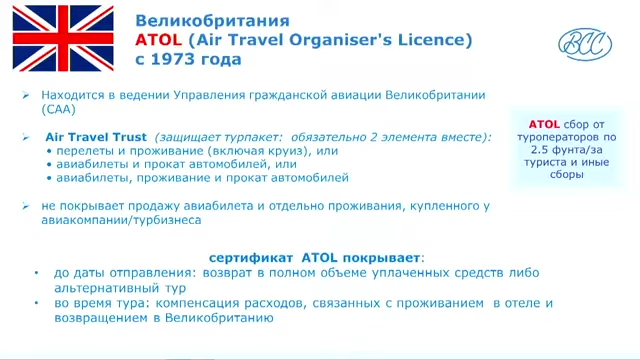 Великобритания
ATOL (Air Travel Organiser's Licence)
с 1973 года
ВСС
➢ Находится в ведении Управления гражданской авиации Великобритании
(CAA)
➢ Air Travel Trust (защищает турпакет: обязательно 2 элемента вместе):
• перелеты и проживание (включая круиз), или
• авиабилеты и прокат автомобилей, или
• авиабилеты, проживание и прокат автомобилей
➢ не покрывает продажу авиабилета и отдельно проживания, купленного у
авиакомпании/турбизнеса
ATOL сбор от
туроператоров по
2.5 фунта/за
туриста и иные
сборы
сертификат ATOL покрывает:
• до даты отправления: возврат в полном объеме уплаченных средств либо
альтернативный тур
• во время тура: компенсация расходов, связанных с проживанием в отеле и
возвращением в Великобританию